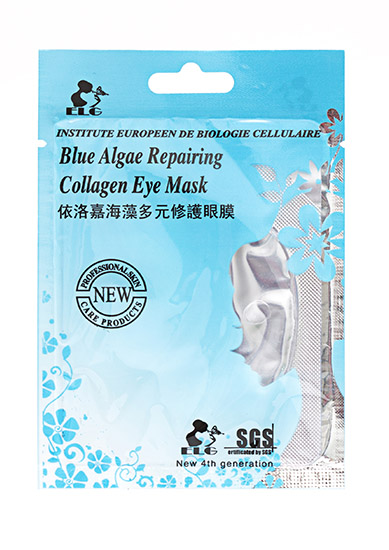 ELG
INSTITUTE EUROPEEN DE BIOLOGIE CELLULAIRE
Blue Algae Repairing
Collagen Eye Mask
依洛嘉海藻多元修護眼膜
PROFESSIONAL SKIN
NEW
CARE PRODUCTS
ELG
SGS
certificated by SGS
New 4th generation